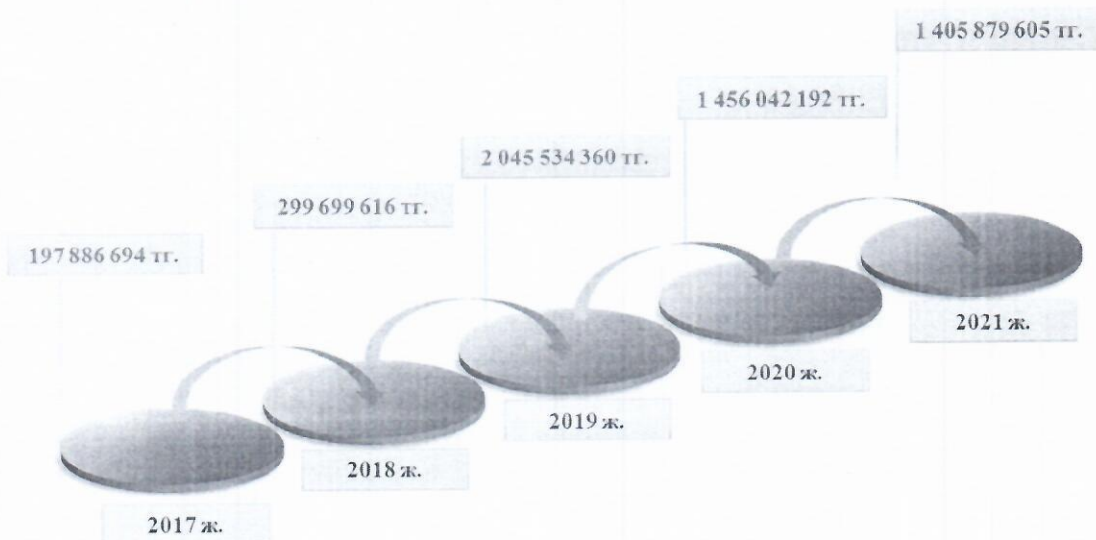 1 405 879 605 тг.
1 456 042 192 тг.
2 045 534 360 тг.
299 699 616 тг.
197 886 694 тг.
2021 ж.
2020 ж.
2019 ж.
2018 ж.
2017 ж.